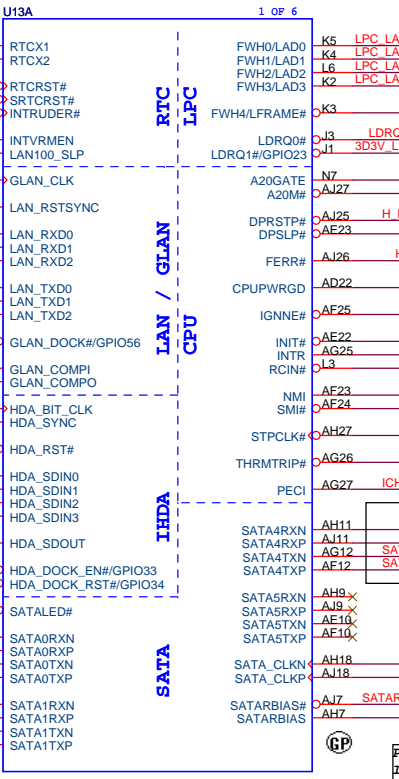 U13A
1 OF 6
RTCX1
RTCX2
RTCRST#
SRTCRST#
INTRUDER#
INTVRMEN
LAN100_SLP
GLAN_CLK
LAN_RSTSYNC
LAN_RXD0
LAN_RXD1
LAN_RXD2
LAN_TXD0
LAN_TXD1
LAN_TXD2
GLAN_DOCK#/GPIO56
GLAN_COMPI
GLAN_COMPO
HDA_BIT_CLK
HDA_SYNC
HDA_RST#
HDA_SDIN0
HDA_SDIN1
HDA_SDIN2
HDA_SDIN3
HDA_SDOUT
HDA_DOCK_EN#/GPIO33
HDA_DOCK_RST#/GPIO34
SATALED#
SATA0RXN
SATA0RXP
SATA0TXN
SATA0TXP
SATA1RXN
SATA1RXP
SATA1TXN
SATA1TXP
RTC
LPC
LAN / GLAN
CPU
IHDA
SATA
FWH0/LAD0 K5 LPC_LA
FWH1/LAD1 K4 LPC_LA
FWH2/LAD2 L6 LPC_LA
FWH3/LAD3 K2 LPC_LA
FWH4/LFRAME# K3
LDRQ0# J3 LDRQ
LDRQ1#/GPIO23 J1 3D3V_L
A20GATE N7
A20M# AJ27
DPRSTP# AJ25 H_
DPSLP# AE23
FERR# AJ26 H
CPUPWRGD AD22
IGNNE# AF25
INIT# AE22
INTR AG25
RCIN# L3
NMI AF23
SMI# AF24
STPCLK# AH27
THRMTRIP# AG26
PECI AG27 ICH
SATA4RXN AH11
SATA4RXP AJ11
SATA4TXN AG12 SA
SATA4TXP AF12 SA
SATA5RXN AH9
SATA5RXP AJ9
SATA5TXN AE10
SATA5TXP AF10
SATA_CLKN AH18
SATA_CLKP AJ18
SATARBIAS# AJ7 SATAR
SATARBIAS AH7
GP